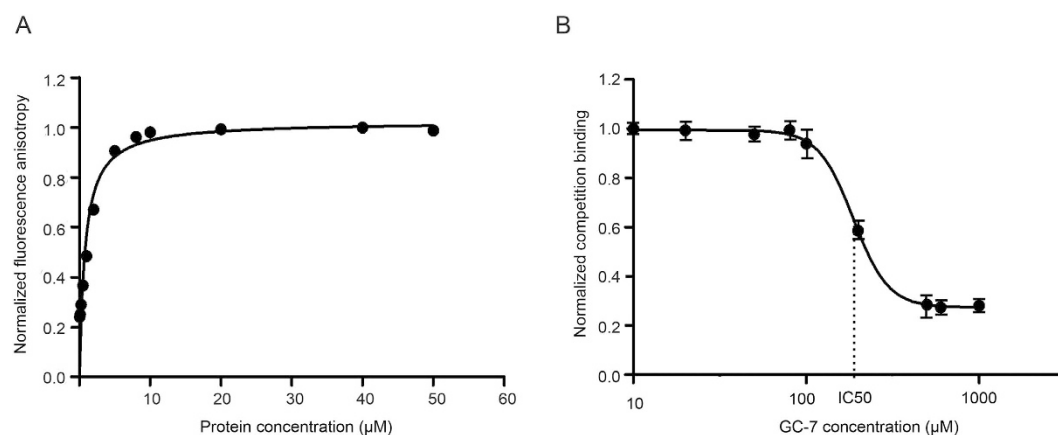 A
Normalized fluorescence anisotropy
1.2
1.0
0.8
0.6
0.4
0.2
0.0
10 20 30 40 50 60
Protein concentration (μM)
B
Normalized competition binding
1.2
1.0
0.8
0.6
0.4
0.2
0.0
10 100 IC50 1000
GC-7 concentration (μM)